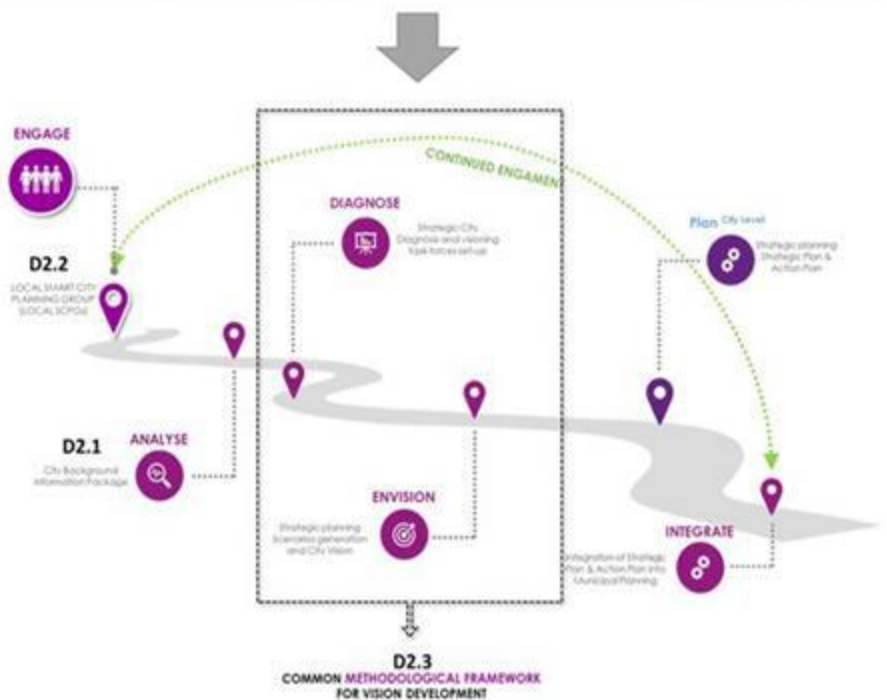 ENGAGE
CONTINUED ENGAMENT
DIAGNOSE
Strategic City
Diagnose and visioning
task forces set-up
Plan City Level
Strategic planning
Strategic Plan &
Action Plan
D2.2
LOCAL SMART CITY
PLANNING GROUP
(LOCAL SCPGs)
D2.1
ANALYSE
City Background
Information Package
ENVISION
Strategic planning
Scenarios generation
and City Vision
INTEGRATE
Integration of Strategic
Plan & Action Plan into
Municipal Planning
D2.3
COMMON METHODOLOGICAL FRAMEWORK
FOR VISION DEVELOPMENT